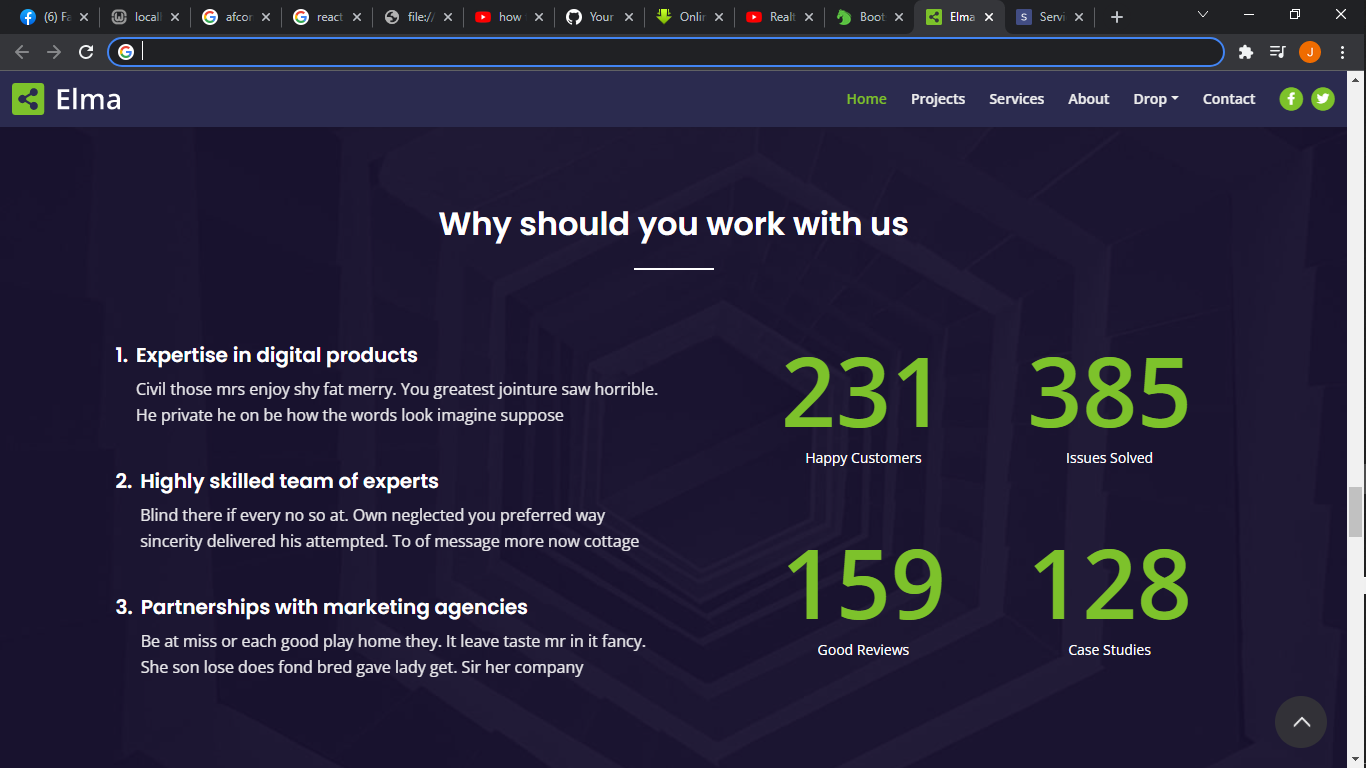 (6) Fa
locall
afcor
react
file://
how
Your
Onlin
Realt
Boot
Elma
Servi
J
Elma
Home Projects Services About Drop Contact
Why should you work with us
1. Expertise in digital products
Civil those mrs enjoy shy fat merry. You greatest jointure saw horrible.
He private he on be how the words look imagine suppose
2. Highly skilled team of experts
Blind there if every no so at. Own neglected you preferred way
sincerity delivered his attempted. To of message more now cottage
3. Partnerships with marketing agencies
Be at miss or each good play home they. It leave taste mr in it fancy.
She son lose does fond bred gave lady get. Sir her company
231 385
Happy Customers Issues Solved
159 128
Good Reviews Case Studies